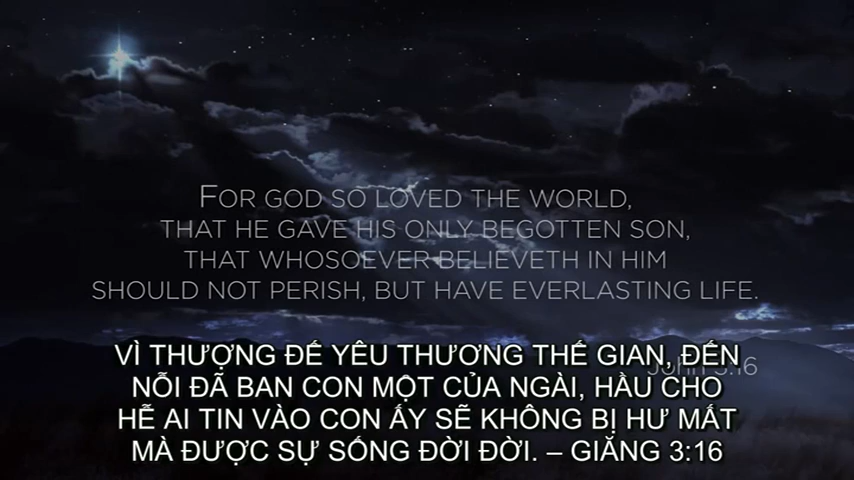 FOR GOD SO LOVED THE WORLD,
THAT HE GAVE HIS ONLY BEGOTTEN SON,
THAT WHOSOEVER BELIEVETH IN HIM
SHOULD NOT PERISH, BUT HAVE EVERLASTING LIFE.
John 3:16
VÌ THƯỢNG ĐẾ YÊU THƯƠNG THẾ GIAN, ĐẾN
NỖI ĐÃ BAN CON MỘT CỦA NGÀI, HẦU CHO
HỄ AI TIN VÀO CON ẤY SẼ KHÔNG BỊ HƯ MẤT
MÀ ĐƯỢC SỰ SỐNG ĐỜI ĐỜI. – GIĂNG 3:16